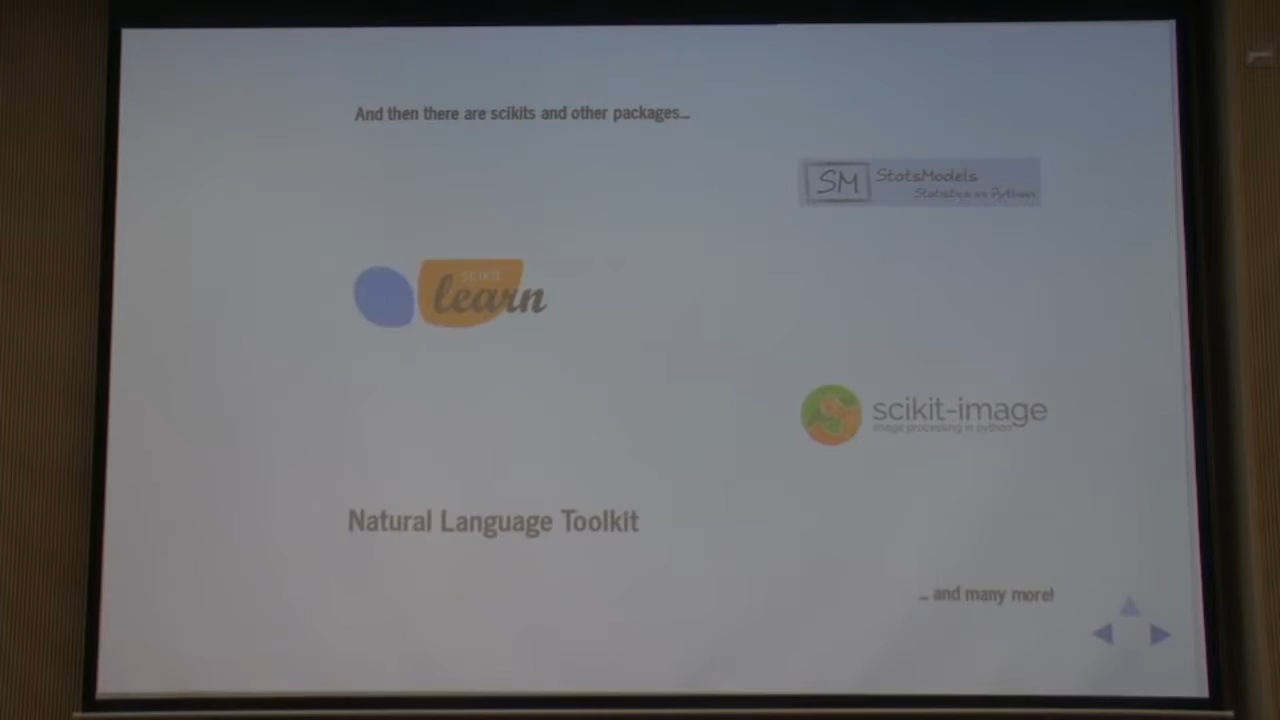 And then there are scikits and other packages...
SM
StatsModels
Statistics in Python
SCIKIT
learn
scikit-image
image processing in python
Natural Language Toolkit
... and many more!